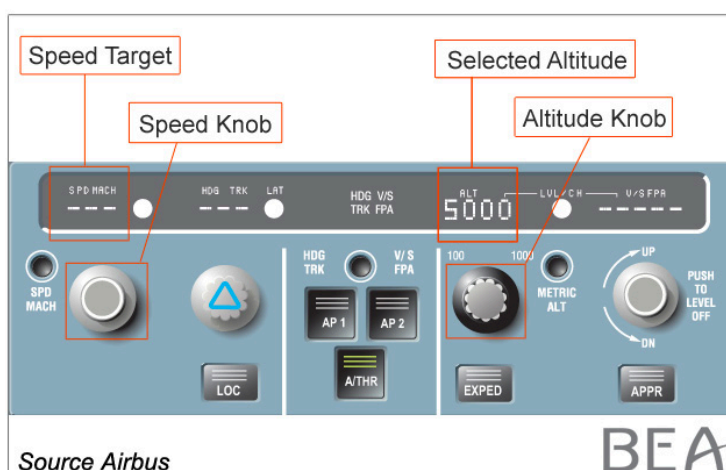 Speed Target
Selected Altitude
Speed Knob
Altitude Knob
SPD MACH
HDG TRK LAT
HDG V/S
TRK FPA
ALT
LVL/CH
V/S FPA
--- --- 5000 -----
SPD
MACH
HDG
TRK
V/S
FPA
100 1000
METRIC
ALT
UP
PUSH
TO
LEVEL
OFF
DN
AP 1
AP 2
LOC
A/THR
EXPED
APPR
Source Airbus
BEA